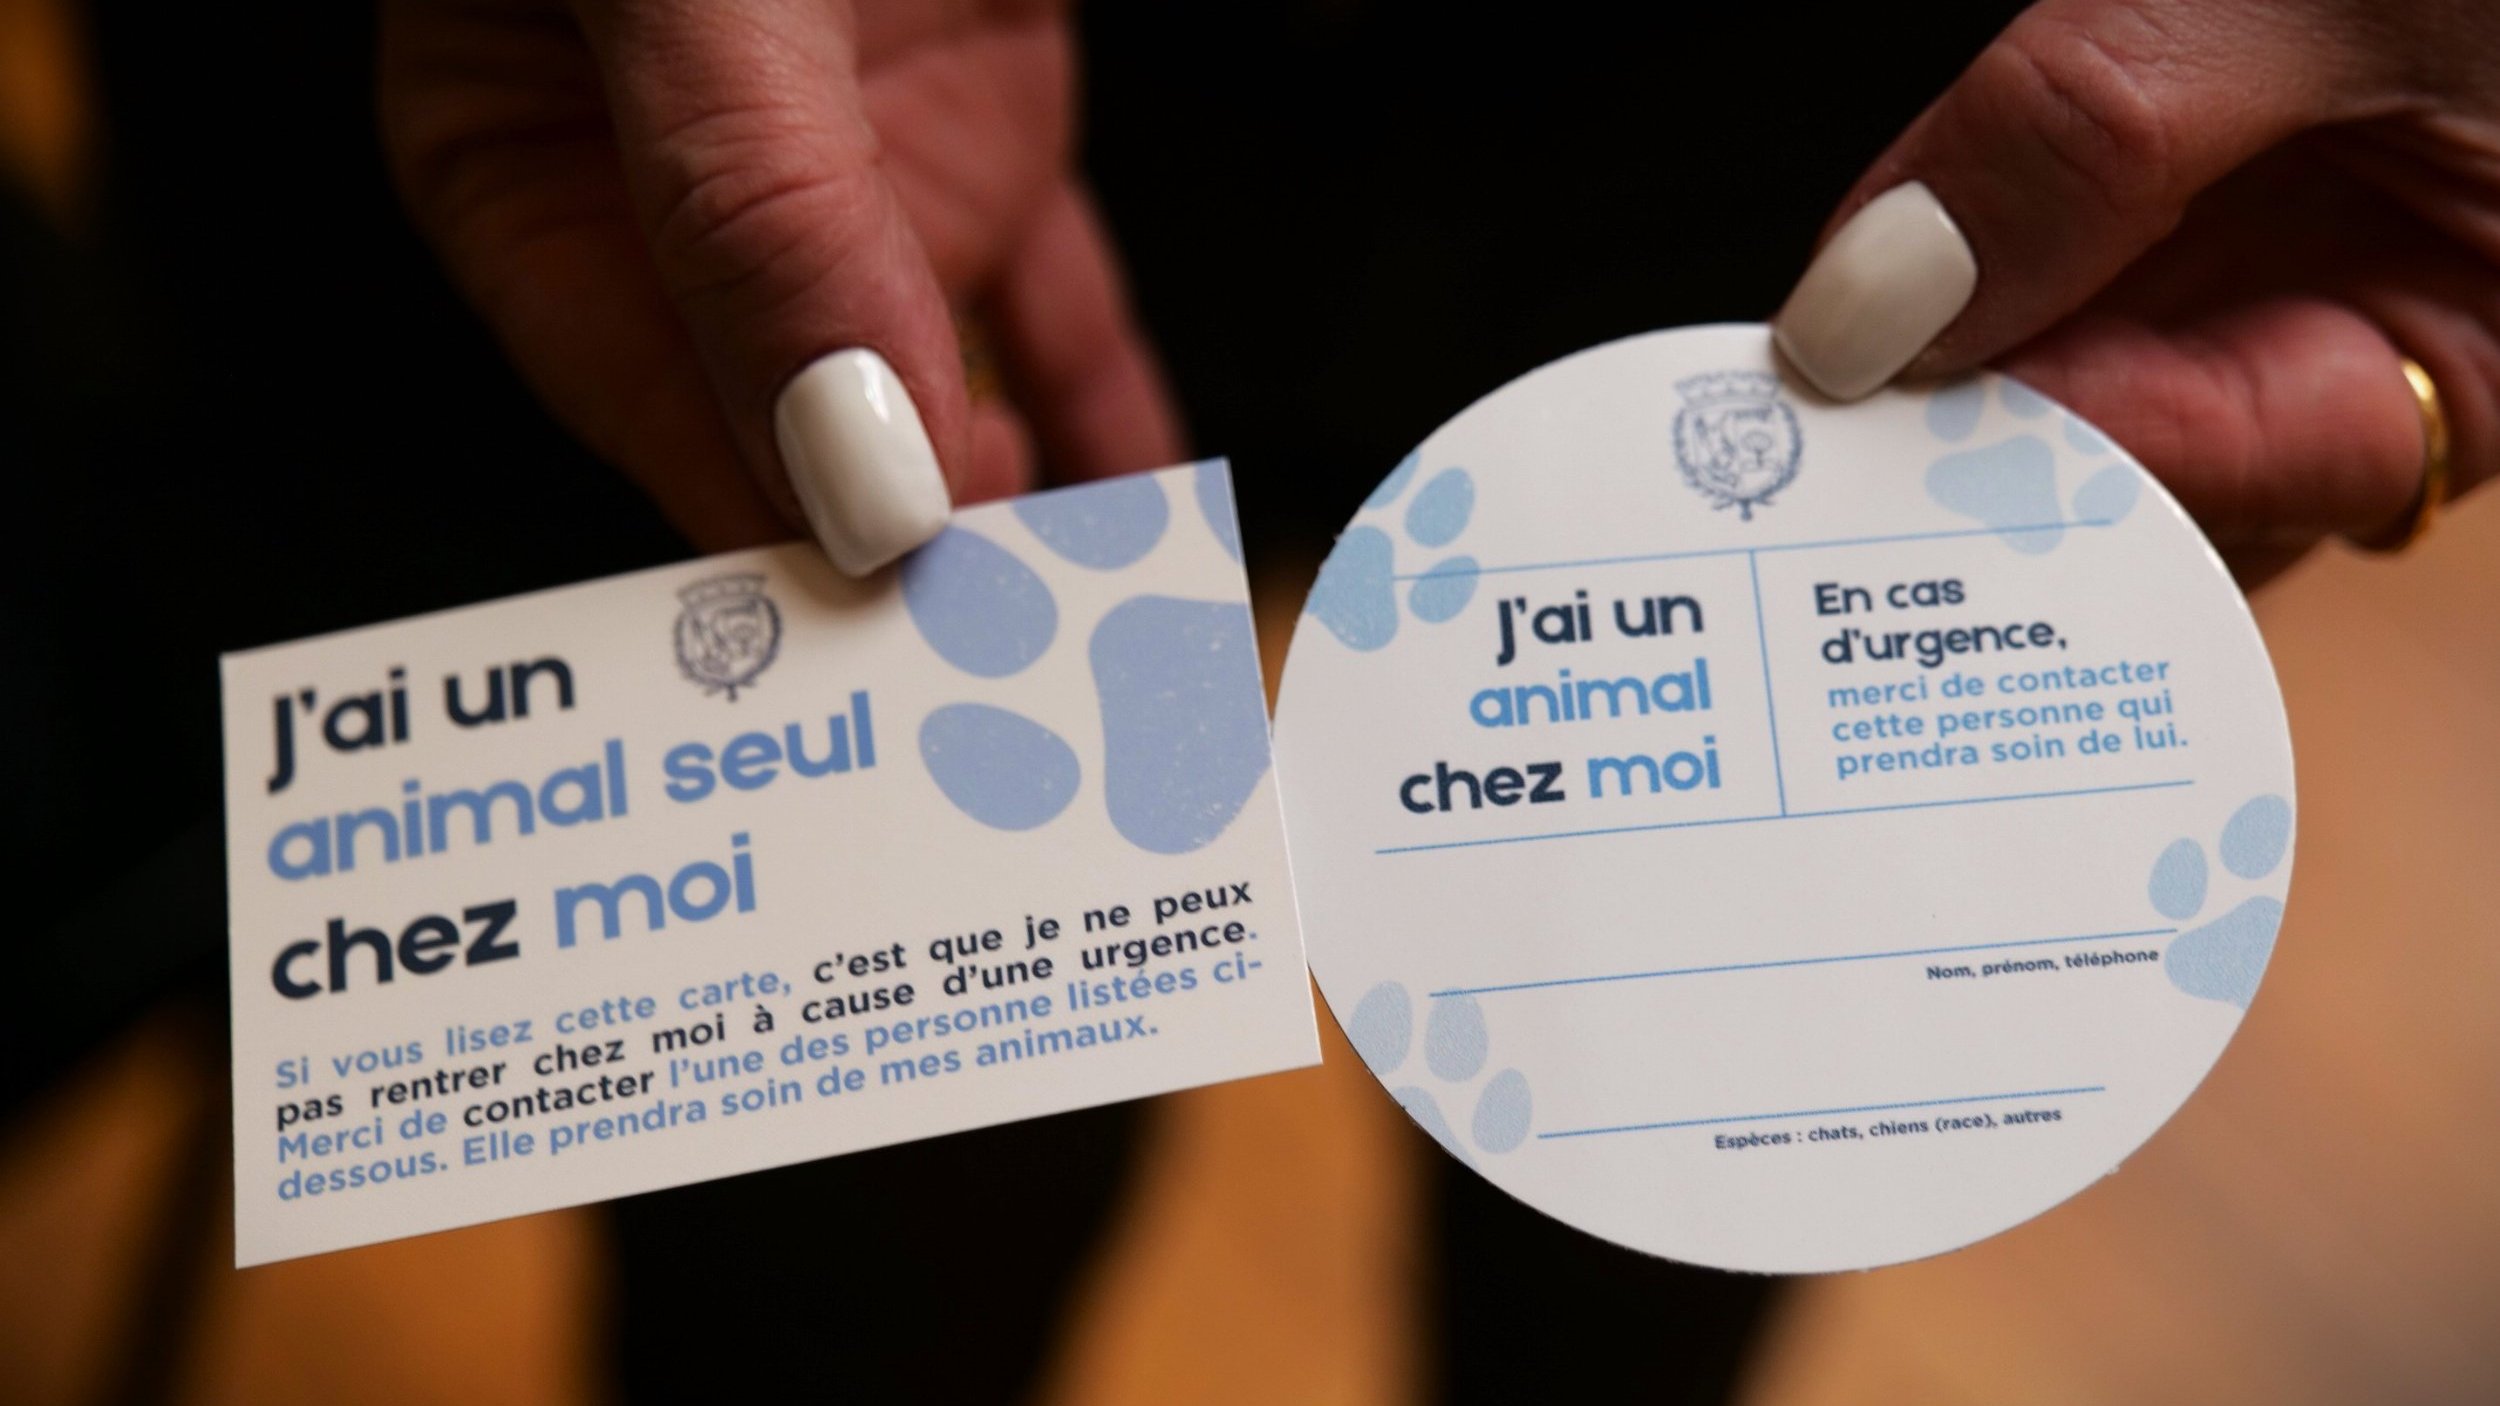 J'ai un
animal seul
chez moi
Si vous lisez cette carte, c'est que je ne peux
pas rentrer chez moi à cause d'une urgence.
Merci de contacter l'une des personne listées ci-
dessous. Elle prendra soin de mes animaux.
J'ai un
animal
chez moi
En cas
d'urgence,
merci de contacter
cette personne qui
prendra soin de lui.
Nom, prénom, téléphone
Espèces : chats, chiens (race), autres